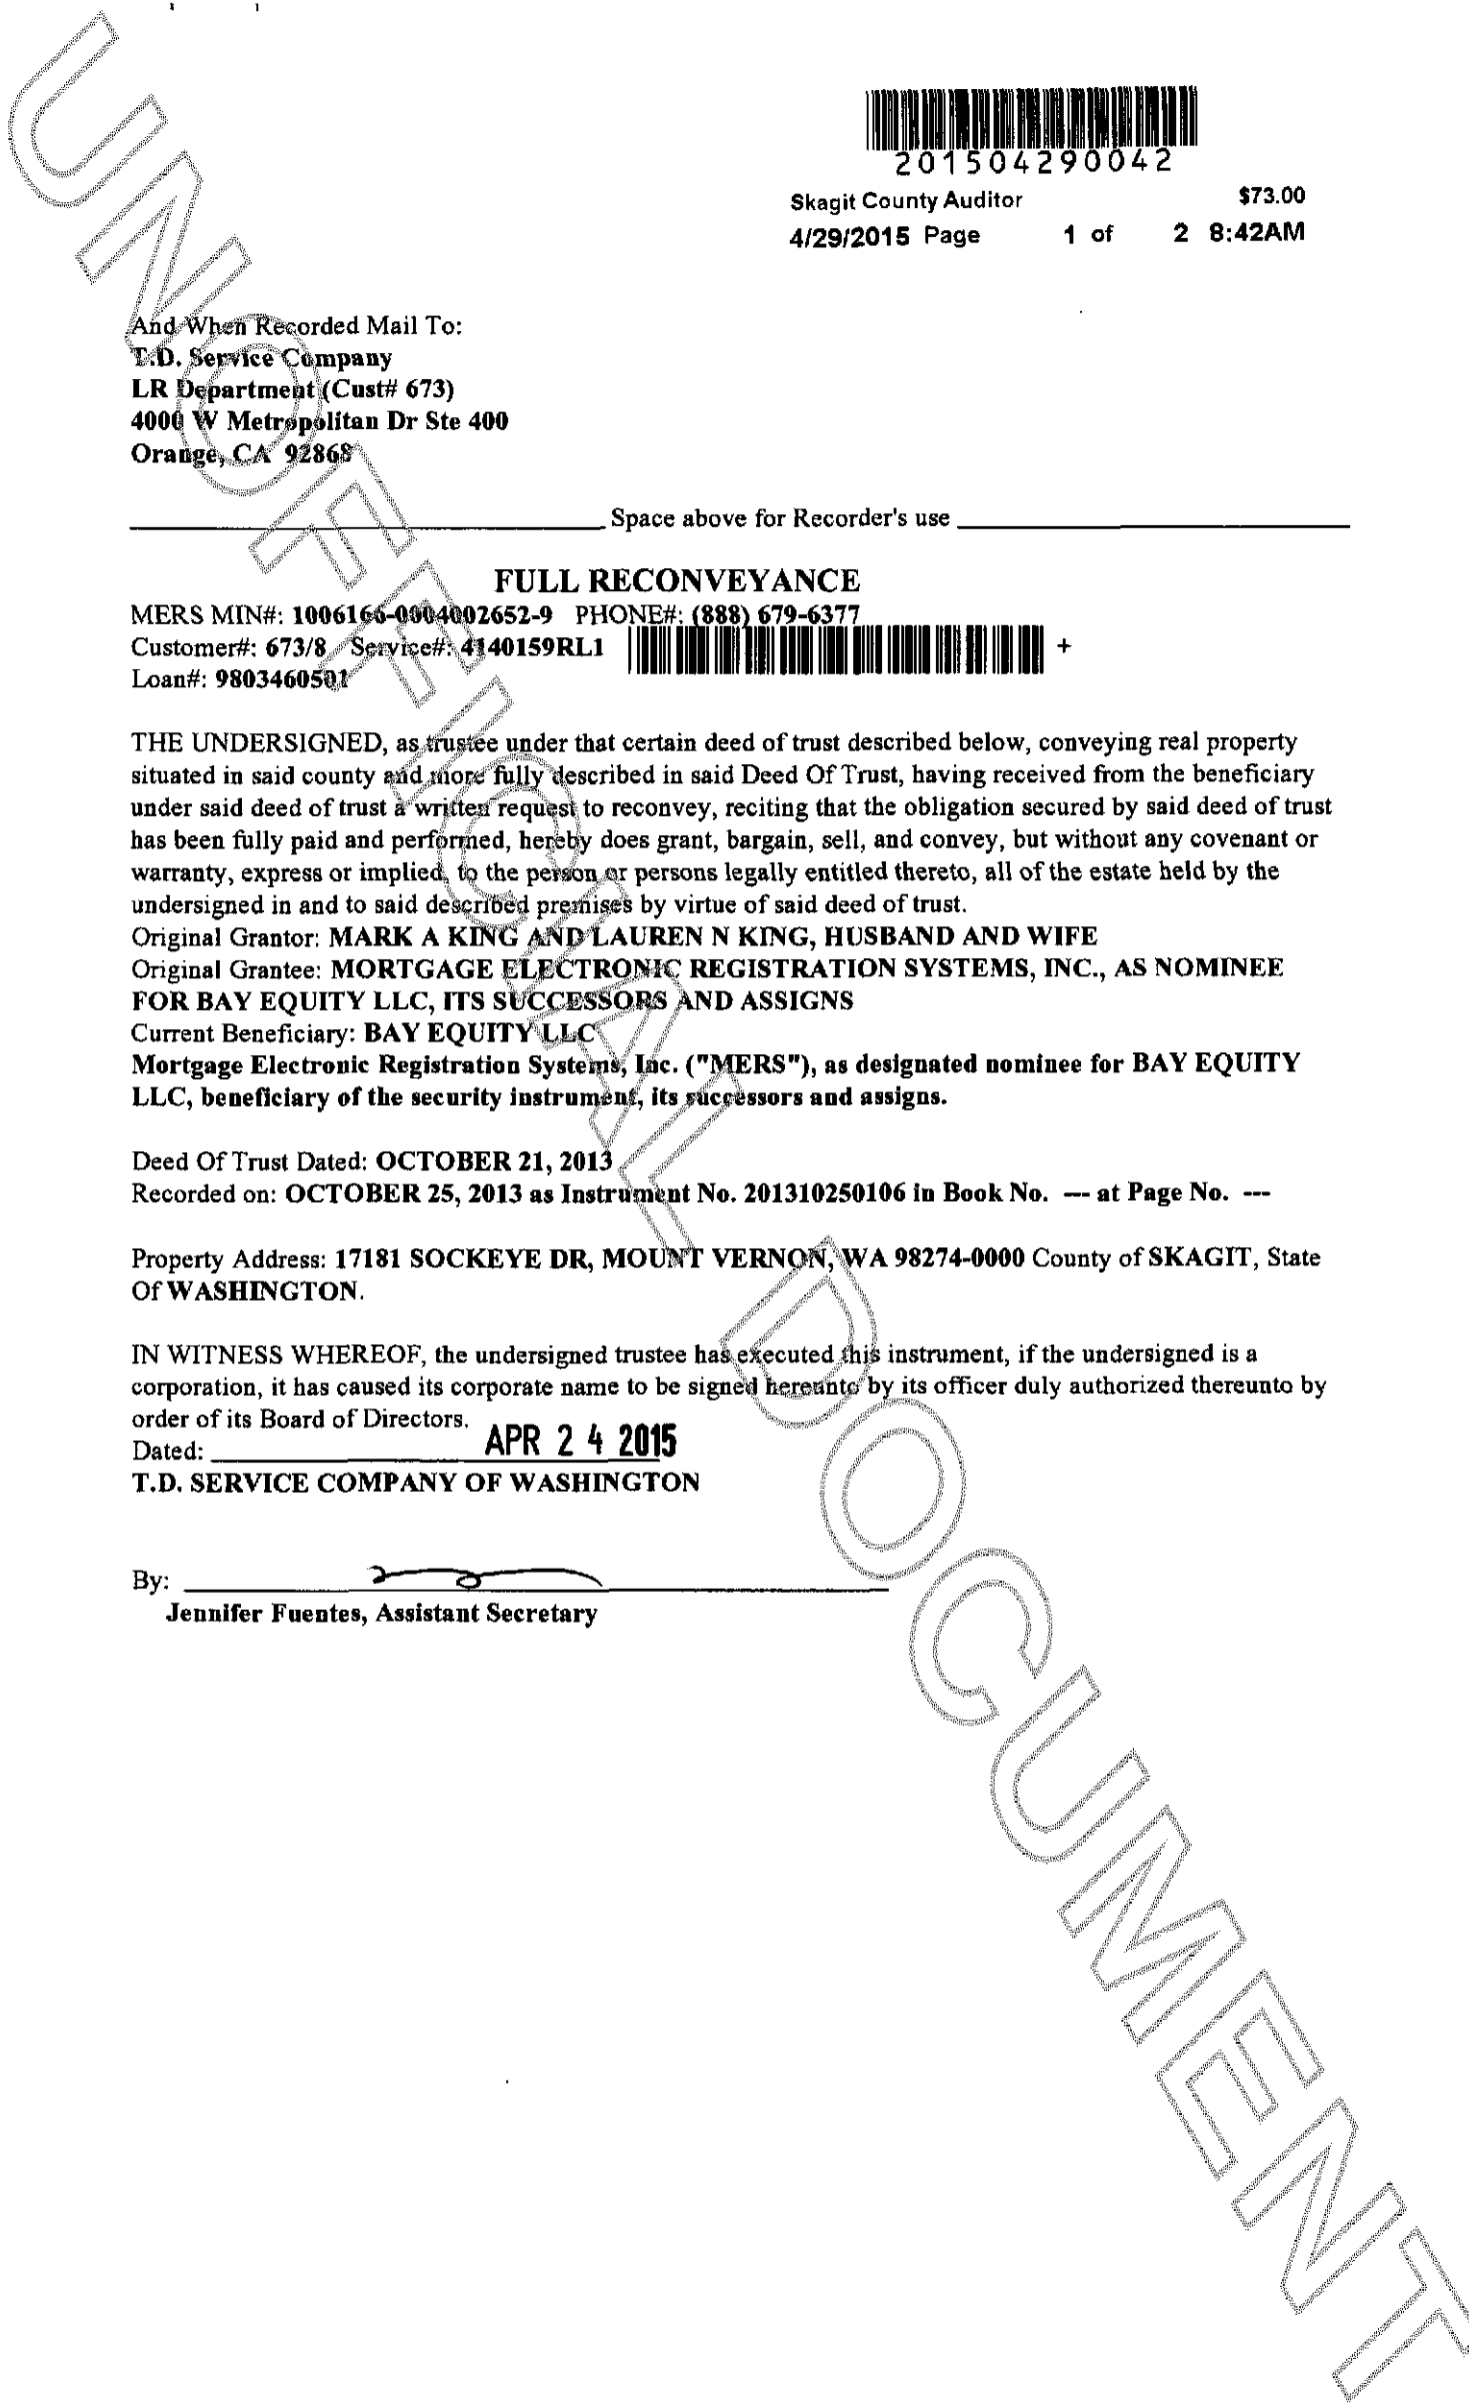 201504290042
Skagit County Auditor $73.00
4/29/2015 Page 1 of 2 8:42AM
And When Recorded Mail To:
T.D. Service Company
LR Department (Cust# 673)
4000 W Metropolitan Dr Ste 400
Orange, CA 92868
Space above for Recorder's use
FULL RECONVEYANCE
MERS MIN#: 1006166-0004002652-9 PHONE#: (888) 679-6377
Customer#: 673/8 Service#: 4140159RL1 +
Loan#: 9803460501
THE UNDERSIGNED, as trustee under that certain deed of trust described below, conveying real property
situated in said county and more fully described in said Deed Of Trust, having received from the beneficiary
under said deed of trust a written request to reconvey, reciting that the obligation secured by said deed of trust
has been fully paid and performed, hereby does grant, bargain, sell, and convey, but without any covenant or
warranty, express or implied, to the person or persons legally entitled thereto, all of the estate held by the
undersigned in and to said described premises by virtue of said deed of trust.
Original Grantor: MARK A KING AND LAUREN N KING, HUSBAND AND WIFE
Original Grantee: MORTGAGE ELECTRONIC REGISTRATION SYSTEMS, INC., AS NOMINEE
FOR BAY EQUITY LLC, ITS SUCCESSORS AND ASSIGNS
Current Beneficiary: BAY EQUITY LLC
Mortgage Electronic Registration Systems, Inc. ("MERS"), as designated nominee for BAY EQUITY
LLC, beneficiary of the security instrument, its successors and assigns.
Deed Of Trust Dated: OCTOBER 21, 2013
Recorded on: OCTOBER 25, 2013 as Instrument No. 201310250106 in Book No. --- at Page No. ---
Property Address: 17181 SOCKEYE DR, MOUNT VERNON, WA 98274-0000 County of SKAGIT, State
Of WASHINGTON.
IN WITNESS WHEREOF, the undersigned trustee has executed this instrument, if the undersigned is a
corporation, it has caused its corporate name to be signed hereunto by its officer duly authorized thereunto by
order of its Board of Directors.
Dated: APR 2 4 2015
T.D. SERVICE COMPANY OF WASHINGTON
By:
Jennifer Fuentes, Assistant Secretary
UNOFFICIAL DOCUMENT